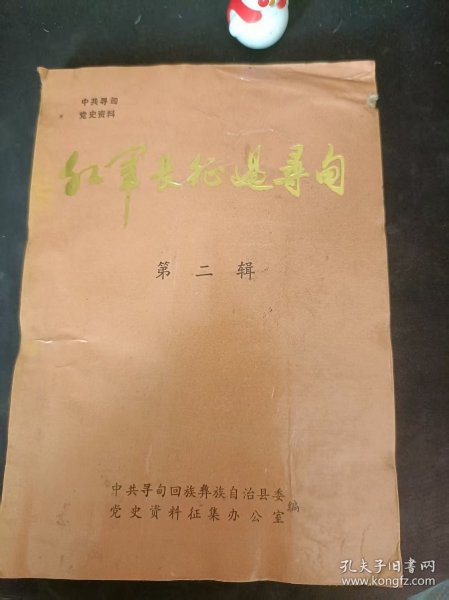 中共寻甸
党史资料
红军长征过寻甸
第二辑
中共寻甸回族彝族自治县委
党史资料征集办公室
编
孔夫子旧书网
www.kongfz.com